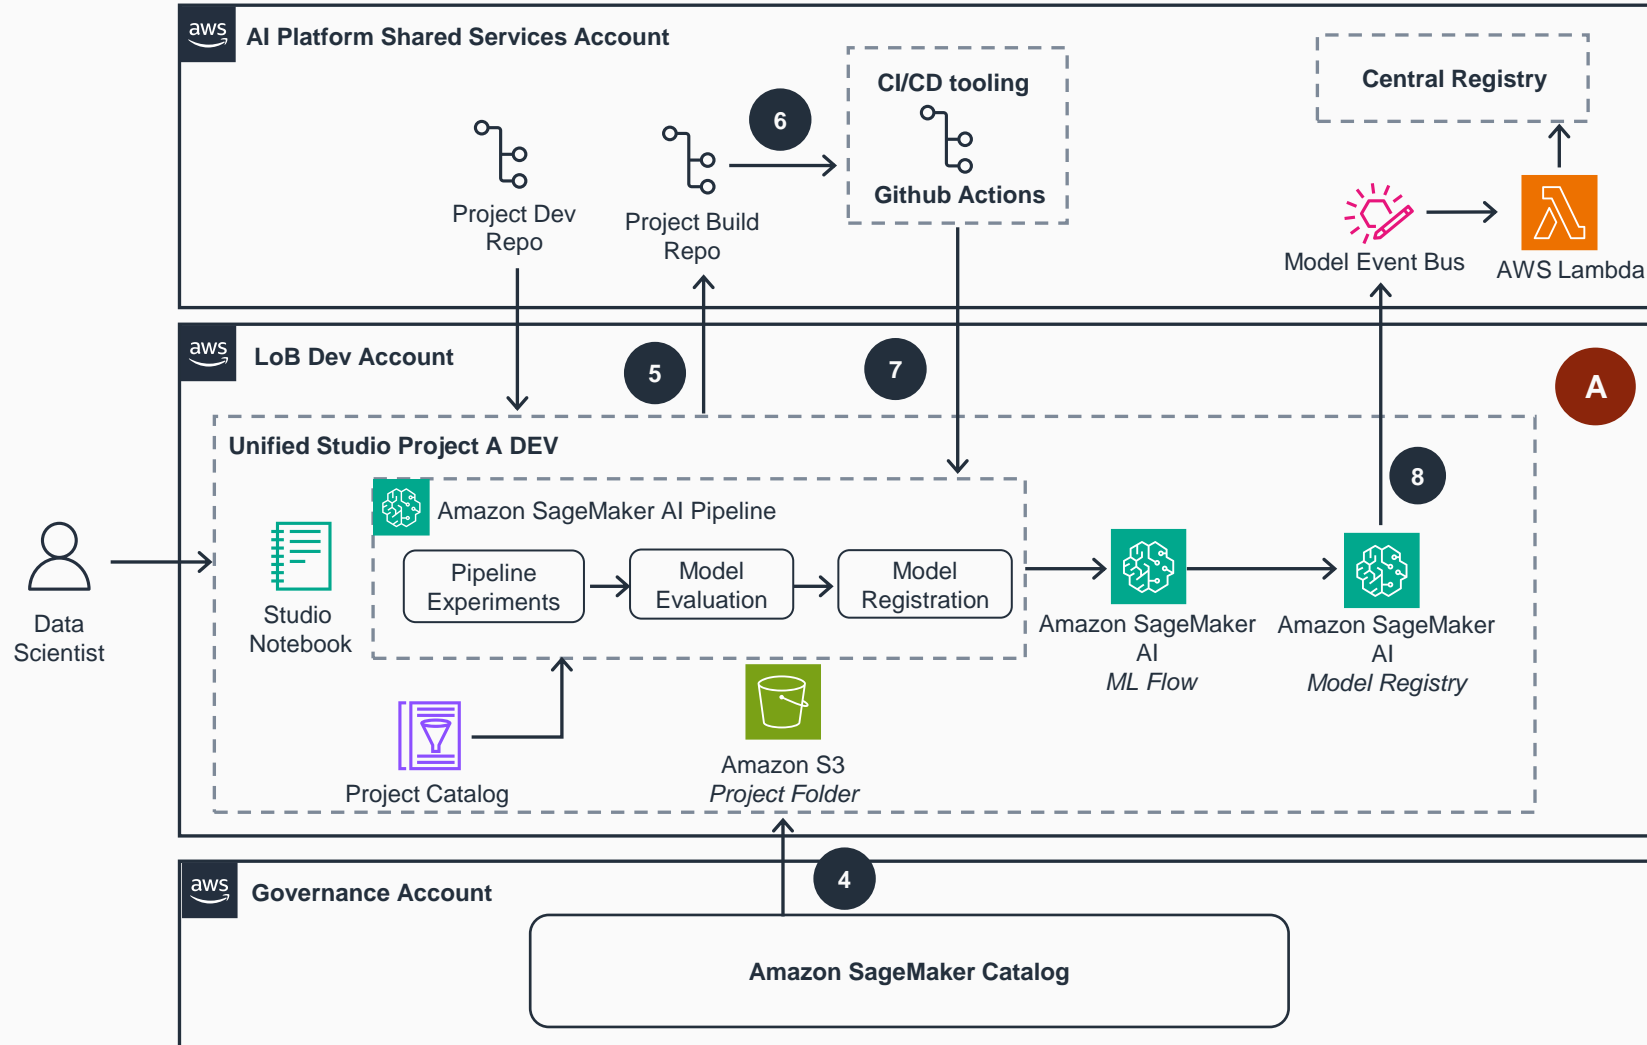 aws
AI Platform Shared Services Account
CI/CD tooling
Github Actions
Central Registry
6
Project Dev
Repo
Project Build
Repo
Model Event Bus
AWS Lambda
aws
LoB Dev Account
5
7
A
Unified Studio Project A DEV
8
Amazon SageMaker AI Pipeline
Pipeline
Experiments
Model
Evaluation
Model
Registration
Data
Scientist
Studio
Notebook
Amazon SageMaker
AI
ML Flow
Amazon SageMaker
AI
Model Registry
Project Catalog
Amazon S3
Project Folder
4
aws
Governance Account
Amazon SageMaker Catalog